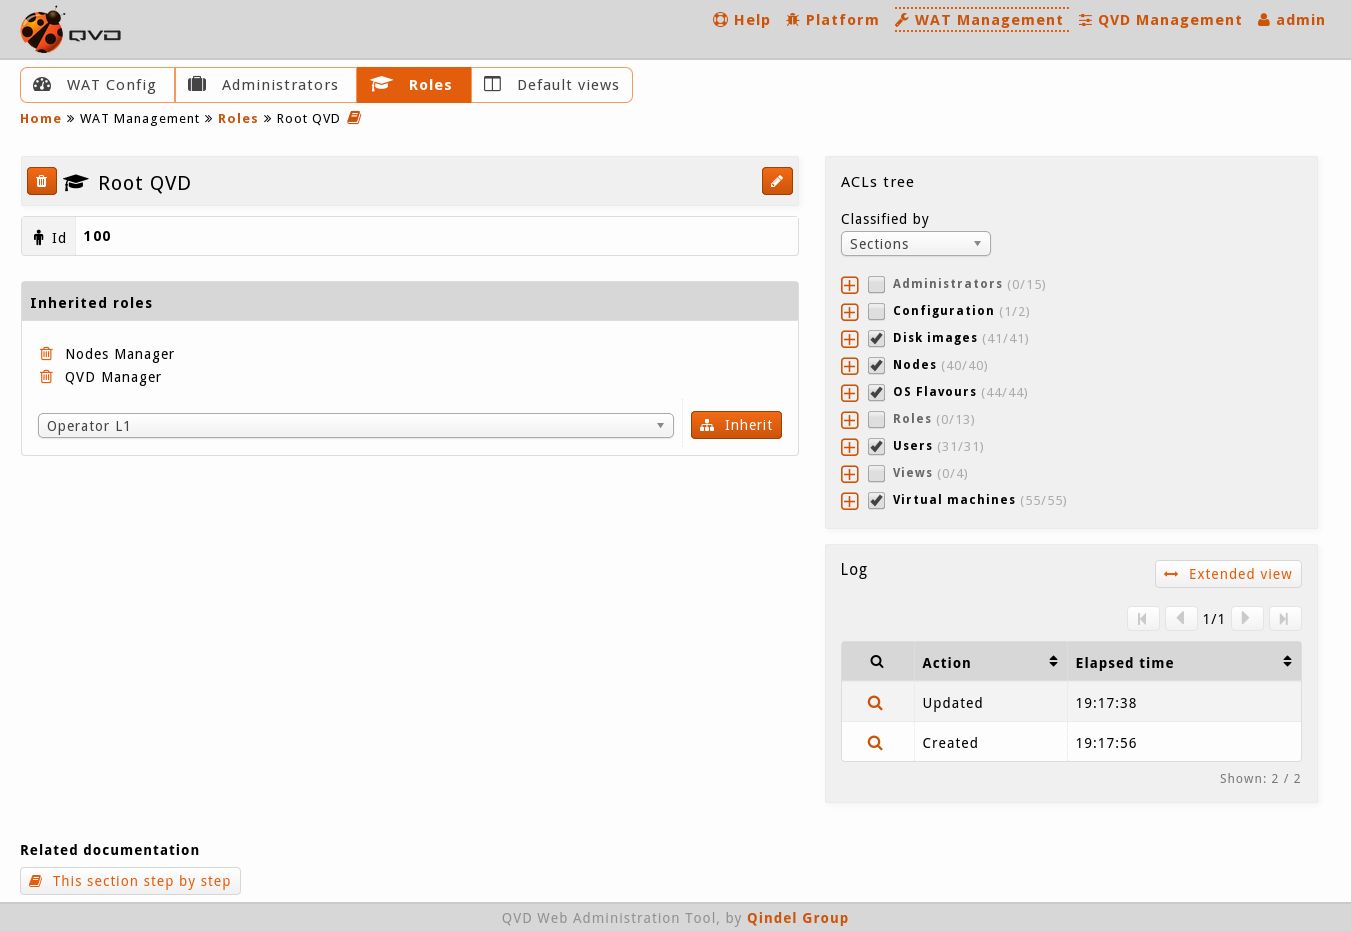 QVD
Help Platform WAT Management QVD Management admin
WAT Config Administrators Roles Default views
Home » WAT Management » Roles » Root QVD
Root QVD
Id 100
Inherited roles
Nodes Manager
QVD Manager
Operator L1 Inherit
ACLs tree
Classified by
Sections
Administrators (0/15)
Configuration (1/2)
Disk images (41/41)
Nodes (40/40)
OS Flavours (44/44)
Roles (0/13)
Users (31/31)
Views (0/4)
Virtual machines (55/55)
Log
Extended view
1/1
Action Elapsed time
Updated 19:17:38
Created 19:17:56
Shown: 2 / 2
Related documentation
This section step by step
QVD Web Administration Tool, by Qindel Group